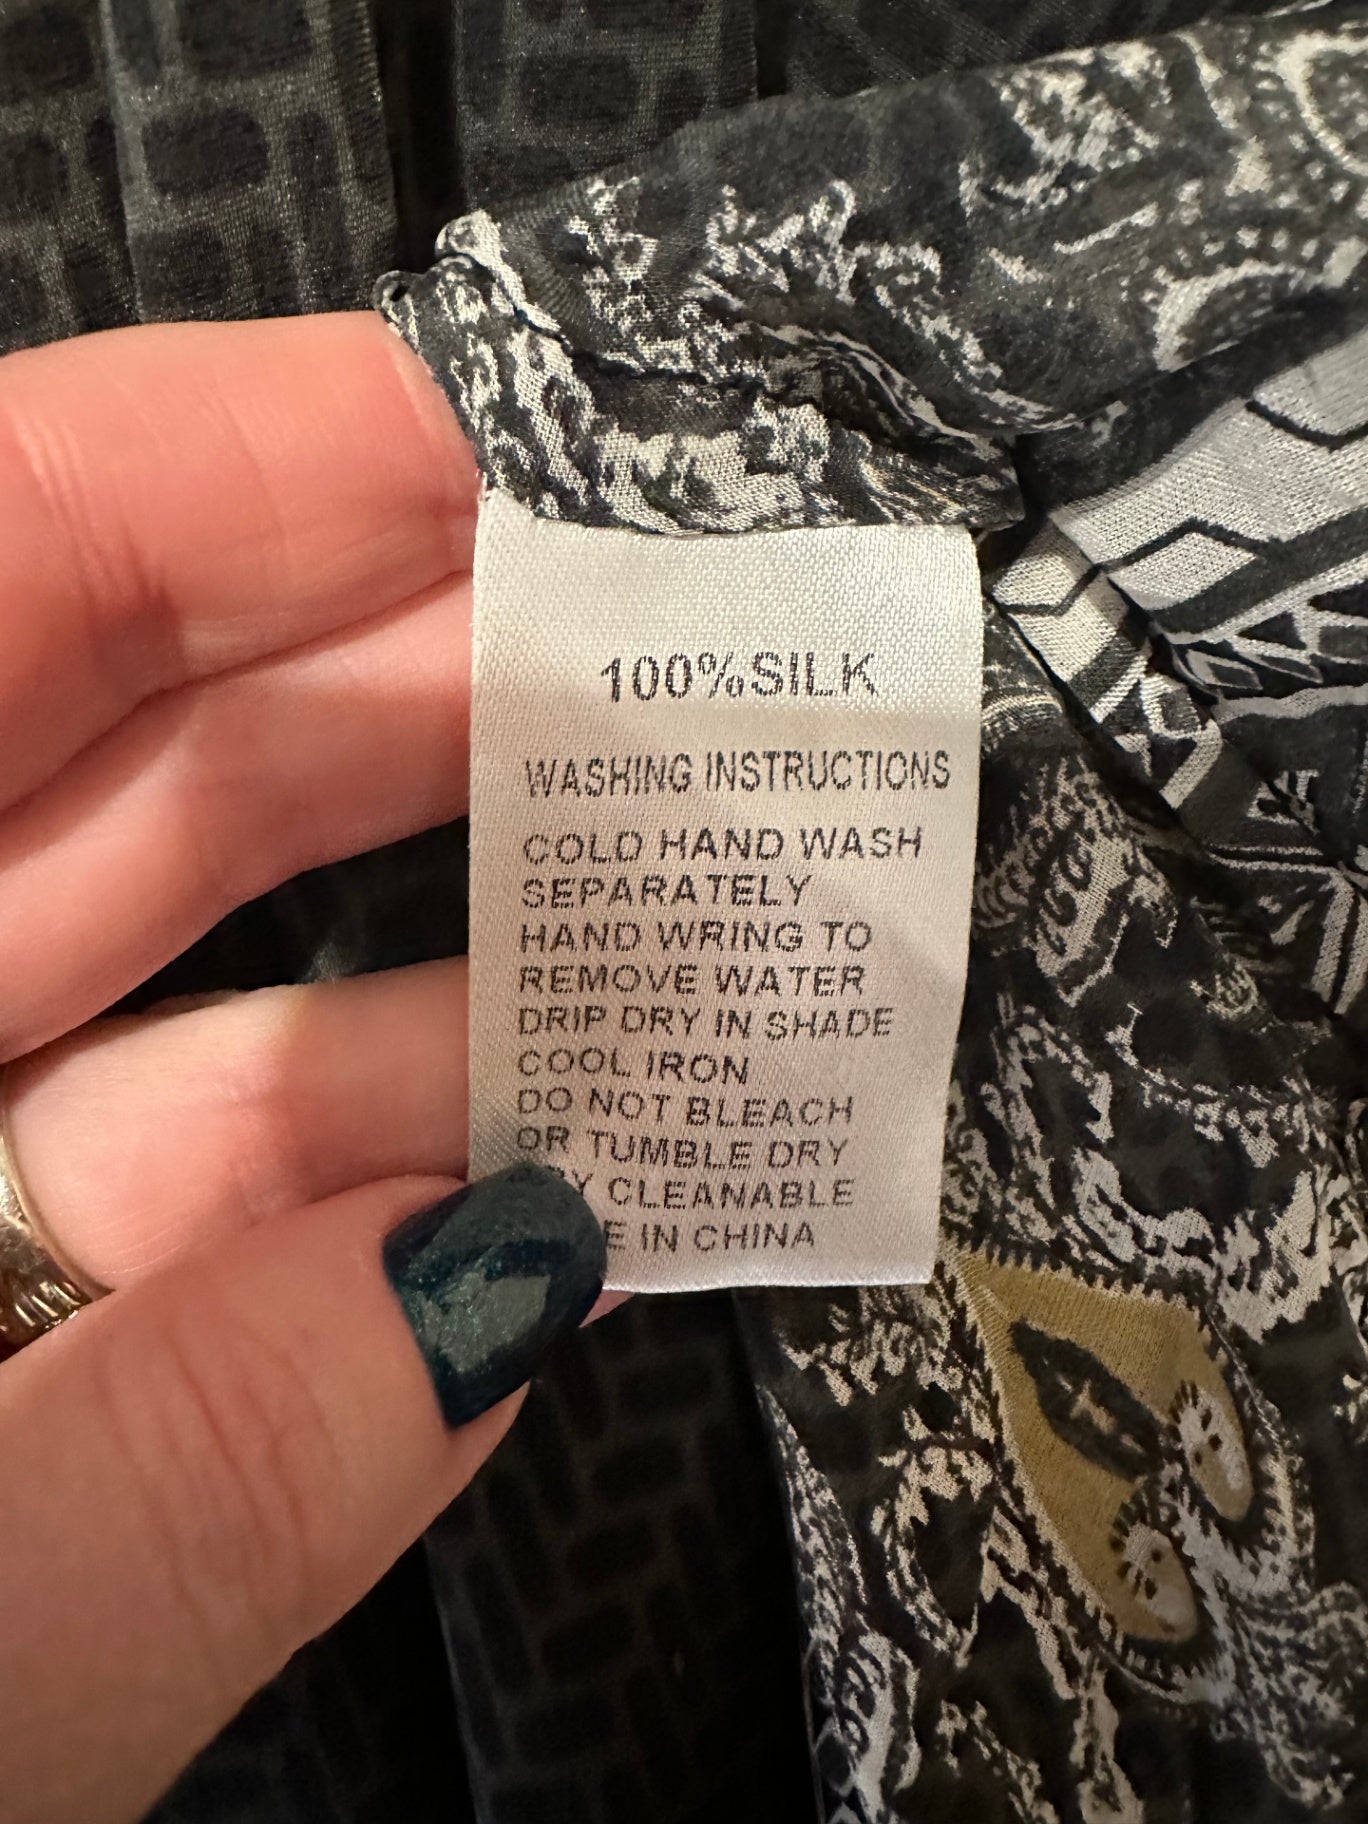 100%SILK
WASHING INSTRUCTIONS
COLD HAND WASH
SEPARATELY
HAND WRING TO
REMOVE WATER
DRIP DRY IN SHADE
COOL IRON
DO NOT BLEACH
OR TUMBLE DRY
CLEANABLE
IN CHINA